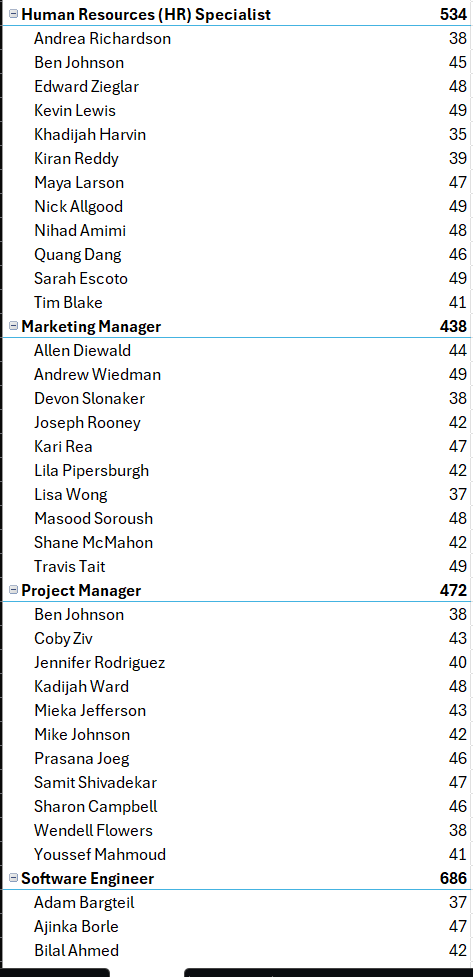 Human Resources (HR) Specialist 534
Andrea Richardson 38
Ben Johnson 45
Edward Zieglar 48
Kevin Lewis 49
Khadijah Harvin 35
Kiran Reddy 39
Maya Larson 47
Nick Allgood 49
Nihad Amimi 48
Quang Dang 46
Sarah Escoto 49
Tim Blake 41
Marketing Manager 438
Allen Diewald 44
Andrew Wiedman 49
Devon Slonaker 38
Joseph Rooney 42
Kari Rea 47
Lila Pipersburgh 42
Lisa Wong 37
Masood Soroush 48
Shane McMahon 42
Travis Tait 49
Project Manager 472
Ben Johnson 38
Coby Ziv 43
Jennifer Rodriguez 40
Kadijah Ward 48
Mieka Jefferson 43
Mike Johnson 42
Prasana Joeg 46
Samit Shivadekar 47
Sharon Campbell 46
Wendell Flowers 38
Youssef Mahmoud 41
Software Engineer 686
Adam Bargteil 37
Ajinka Borle 47
Bilal Ahmed 42